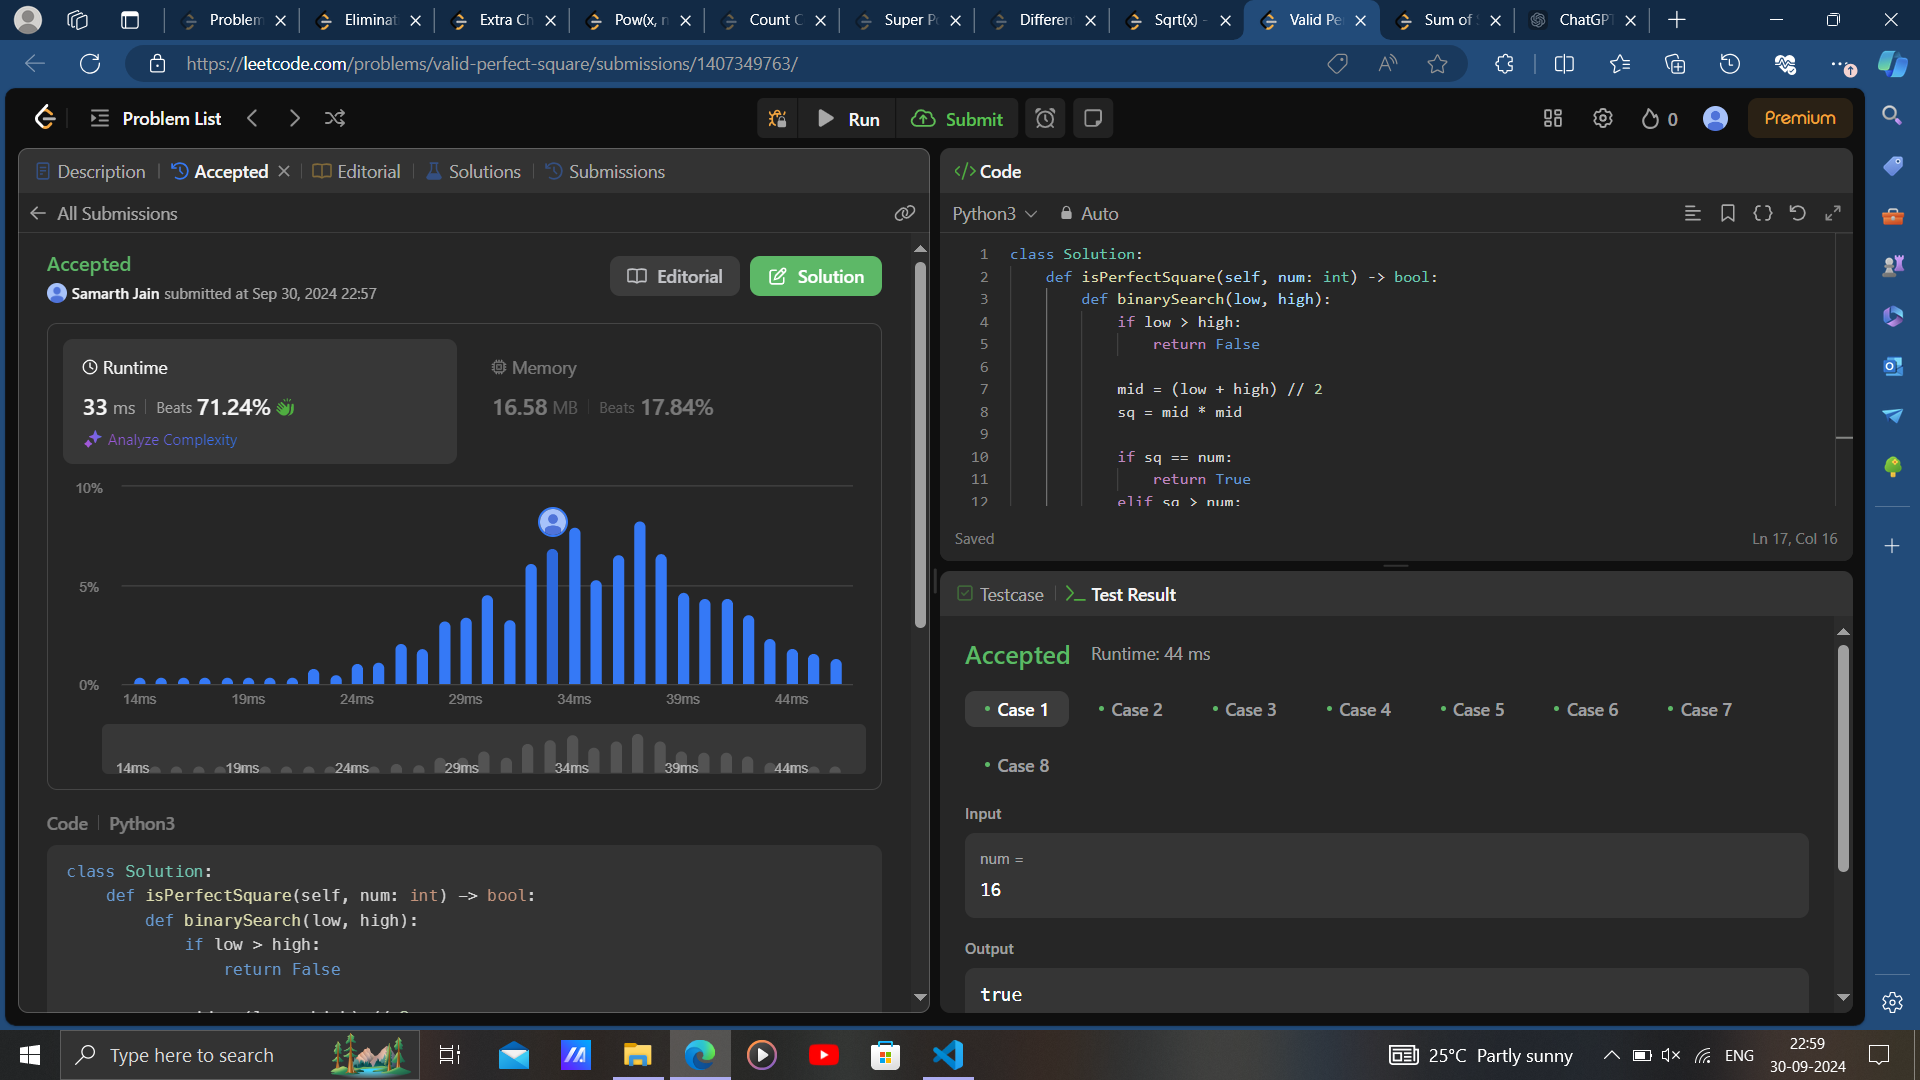 Problem
Eliminat
Extra Ch
Pow(x, n
Count C
Super P
Differen
Sqrt(x) -
Valid Pe
Sum of S
ChatGPT
https://leetcode.com/problems/valid-perfect-square/submissions/1407349763/
Problem List
Run
Submit
0
Premium
Description
Accepted
Editorial
Solutions
Submissions
All Submissions
Accepted
Samarth Jain submitted at Sep 30, 2024 22:57
Editorial
Solution
Runtime
33 ms Beats 71.24%
Analyze Complexity
Memory
16.58 MB Beats 17.84%
10%
5%
0%
14ms 19ms 24ms 29ms 34ms 39ms 44ms
14ms 19ms 24ms 29ms 34ms 39ms 44ms
Code Python3
class Solution:
def isPerfectSquare(self, num: int) -> bool:
def binarySearch(low, high):
if low > high:
return False
</> Code
Python3 Auto
1 class Solution:
2 def isPerfectSquare(self, num: int) -> bool:
3 def binarySearch(low, high):
4 if low > high:
5 return False
6
7 mid = (low + high) // 2
8 sq = mid * mid
9
10 if sq == num:
11 return True
12 elif sq > num:
Saved
Ln 17, Col 16
Testcase
Test Result
Accepted Runtime: 44 ms
Case 1 Case 2 Case 3 Case 4 Case 5 Case 6 Case 7
Case 8
Input
num =
16
Output
true
Type here to search
25°C Partly sunny
ENG
22:59
30-09-2024